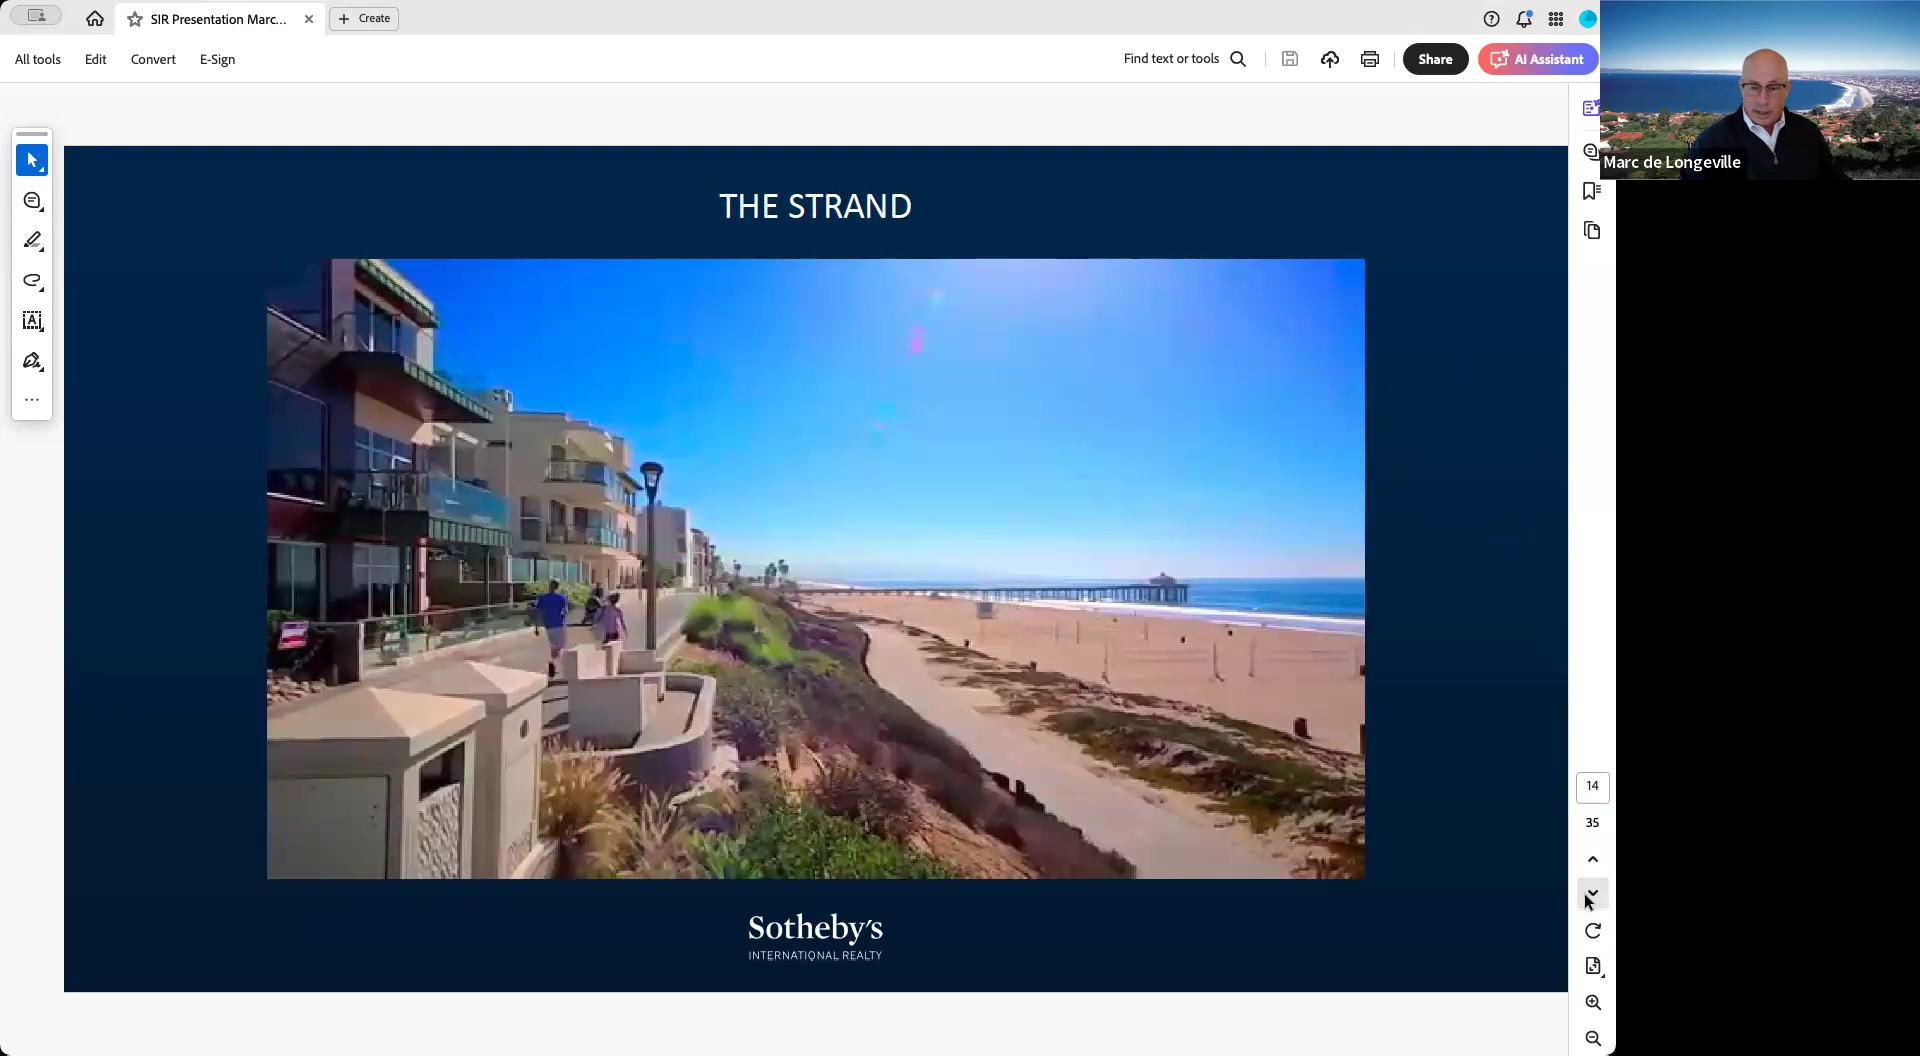 SIR Presentation Marc...
Create
All tools
Edit
Convert
E-Sign
Find text or tools
Share
AI Assistant
Marc de Longeville
THE STRAND
A
14
35
Sotheby's
INTERNATIONAL REALTY